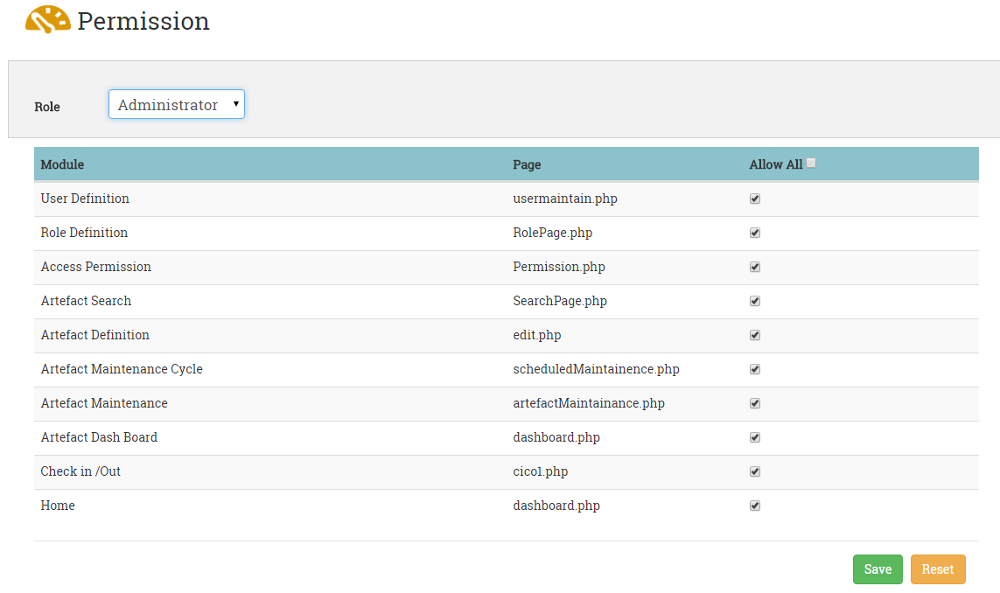 Permission
Role Administrator
Module Page Allow All
User Definition usermaintain.php
Role Definition RolePage.php
Access Permission Permission.php
Artefact Search SearchPage.php
Artefact Definition edit.php
Artefact Maintenance Cycle scheduledMaintainence.php
Artefact Maintenance artefactMaintainance.php
Artefact Dash Board dashboard.php
Check in /Out cico1.php
Home dashboard.php
Save Reset